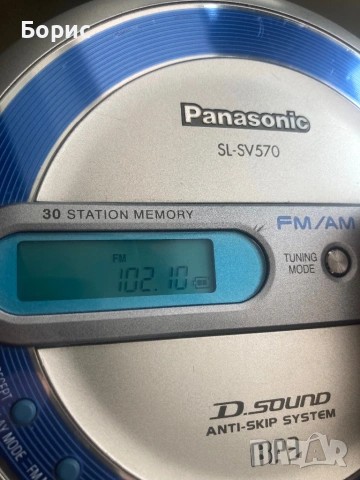 Борис
Panasonic
SL-SV570
30 STATION MEMORY
FM/AM
TUNING
MODE
FM
102.10
D.SOUND
ANTI-SKIP SYSTEM
MP3